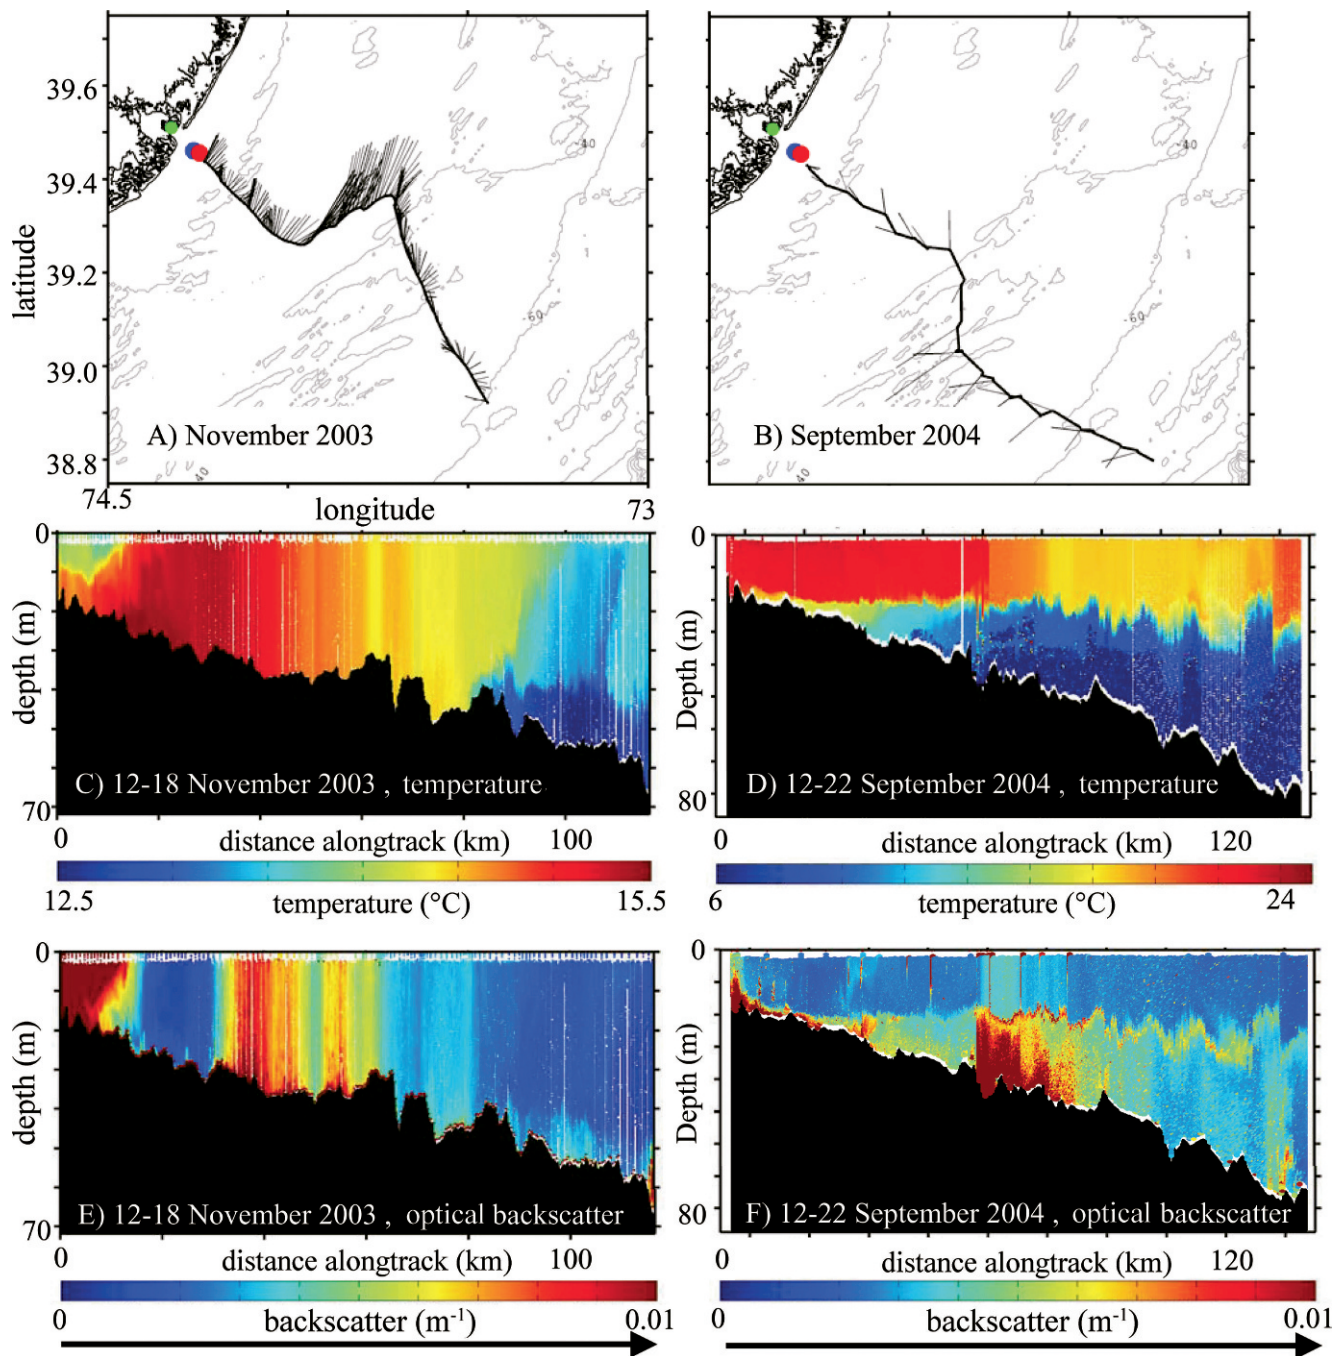 39.6
39.4
39.2
39.0
38.8
latitude
-40
-60
40
A) November 2003
74.5
longitude
73
-40
-60
40
B) September 2004
0
depth (m)
70
C) 12-18 November 2003 , temperature
0
distance alongtrack (km)
100
12.5
temperature (°C)
15.5
0
Depth (m)
80
D) 12-22 September 2004 , temperature
0
distance alongtrack (km)
120
6
temperature (°C)
24
0
depth (m)
70
E) 12-18 November 2003 , optical backscatter
0
distance alongtrack (km)
100
0
backscatter (m⁻¹)
0.01
0
Depth (m)
80
F) 12-22 September 2004 , optical backscatter
0
distance alongtrack (km)
120
0
backscatter (m⁻¹)
0.01